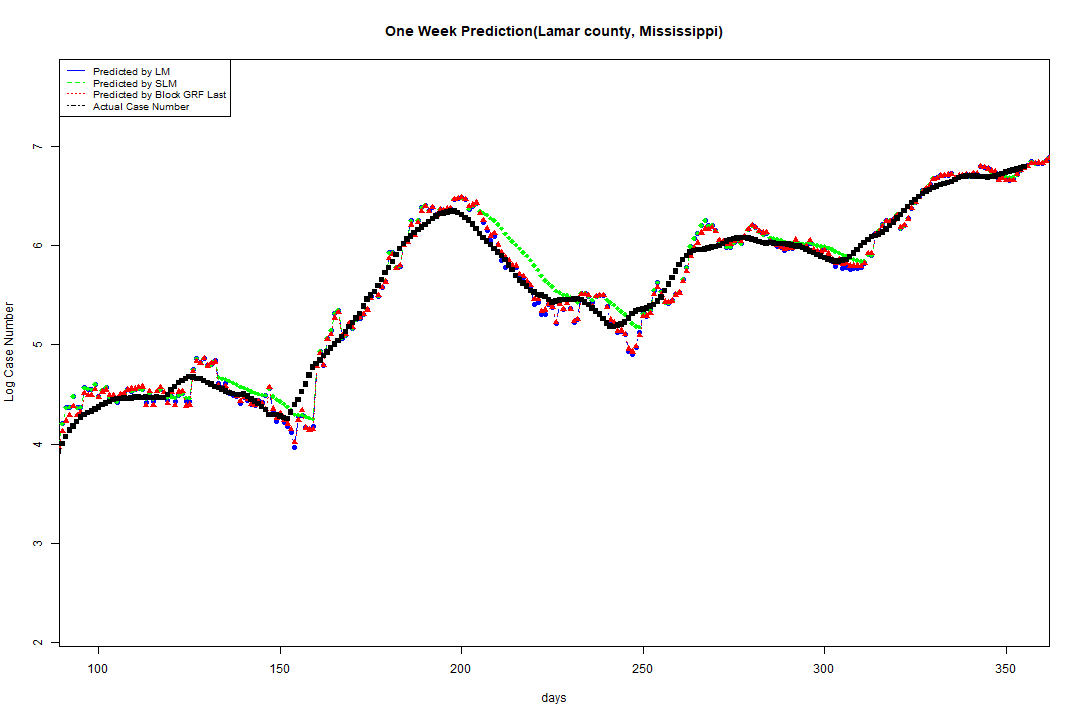 One Week Prediction(Lamar county, Mississippi)
Predicted by LM
Predicted by SLM
Predicted by Block GRF Last
Actual Case Number
Log Case Number
7
6
5
4
3
2
100 150 200 250 300 350
days